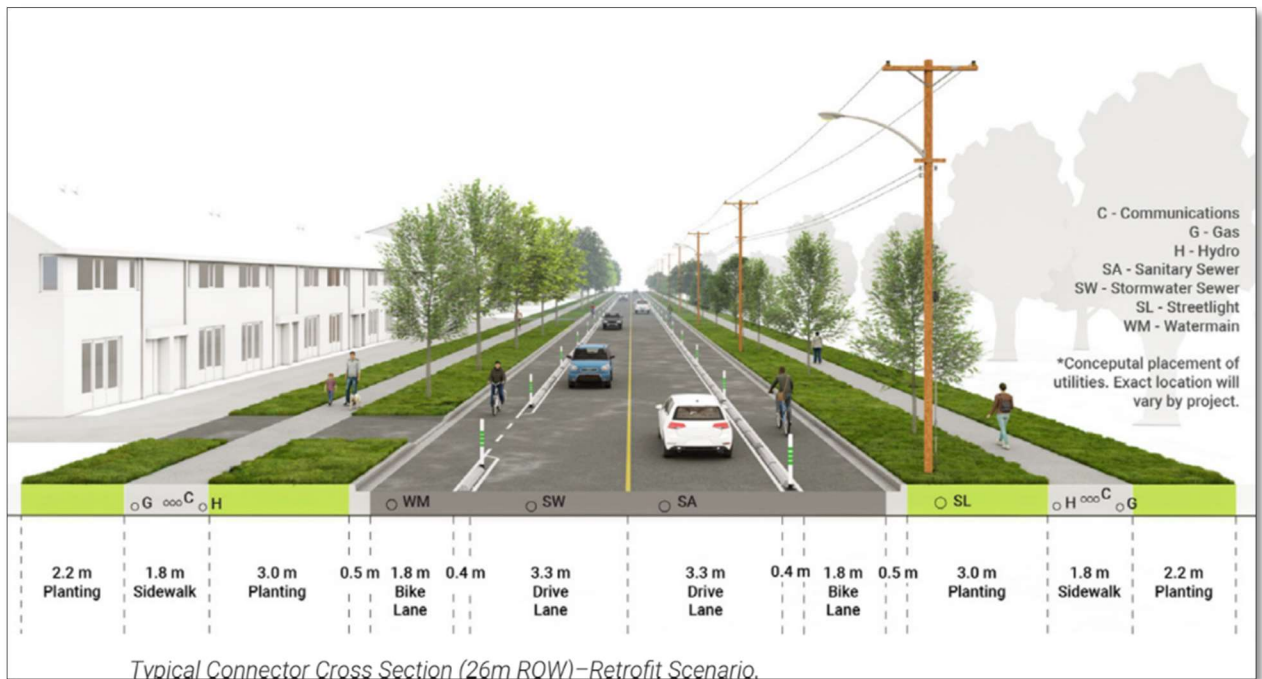 C - Communications
G - Gas
H - Hydro
SA - Sanitary Sewer
SW - Stormwater Sewer
SL - Streetlight
WM - Watermain
*Conceputal placement of
utilities. Exact location will
vary by project.
G C H WM SW SA SL H C G
2.2 m 1.8 m 3.0 m 0.5 m 1.8 m 0.4 m 3.3 m 3.3 m 0.4 m 1.8 m 0.5 m 3.0 m 1.8 m 2.2 m
Planting Sidewalk Planting Bike Drive Drive Bike Planting Sidewalk Planting
Lane Lane Lane Lane
Typical Connector Cross Section (26m ROW)–Retrofit Scenario.